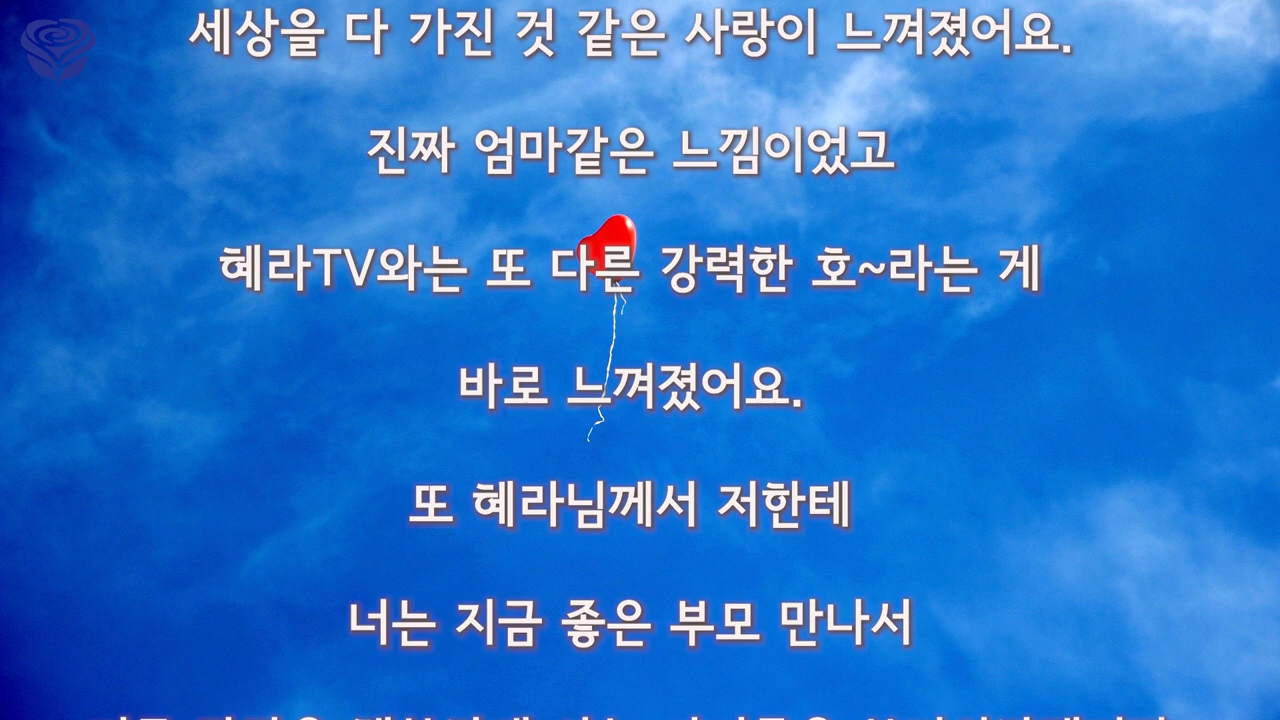 세상을 다 가진 것 같은 사랑이 느껴졌어요.
진짜 엄마같은 느낌이었고
혜라TV와는 또 다른 강력한 호~라는 게
바로 느껴졌어요.
또 혜라님께서 저한테
너는 지금 좋은 부모 만나서